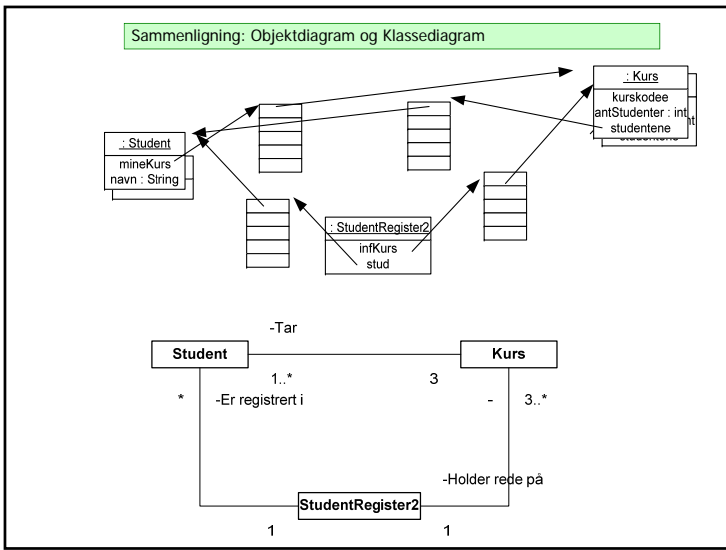 Sammenligning: Objektdiagram og Klassediagram
: Kurs
kurskodee
antStudenter : int
nt
studentene
: Student
mineKurs
navn : String
: StudentRegister2
infKurs
stud
-Tar
Student
Kurs
1..*
3
*
-Er registrert i
-
3..*
-Holder rede på
StudentRegister2
1
1